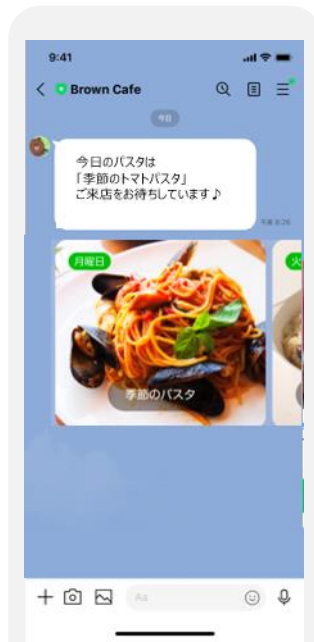 9:41
Brown Cafe
今日
今日のパスタは
「季節のトマトパスタ」
ご来店をお待ちしています♪
月曜日
火
季節のパスタ
Aa